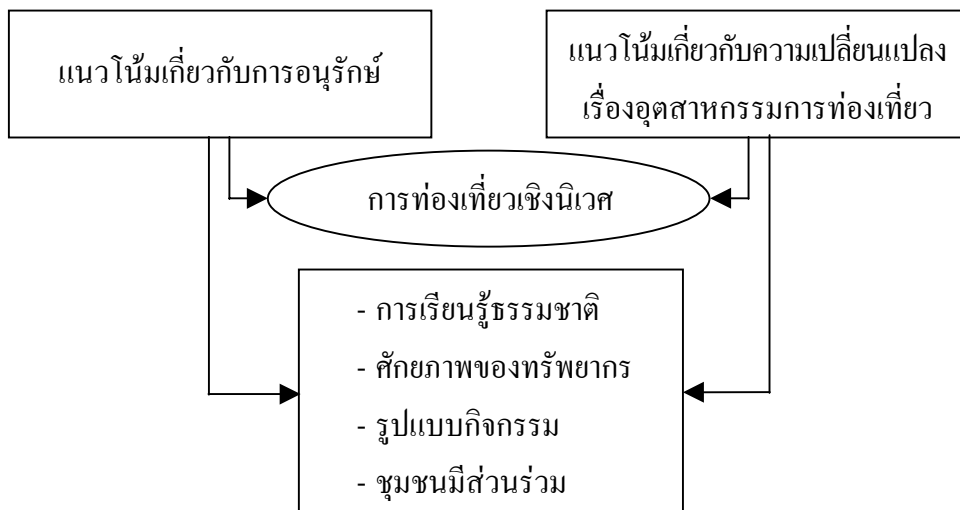 แนวโน้มเกี่ยวกับการอนุรักษ์
แนวโน้มเกี่ยวกับความเปลี่ยนแปลง
เรื่องอุตสาหกรรมการท่องเที่ยว
การท่องเที่ยวเชิงนิเวศ
- การเรียนรู้ธรรมชาติ
- ศักยภาพของทรัพยากร
- รูปแบบกิจกรรม
- ชุมชนมีส่วนร่วม